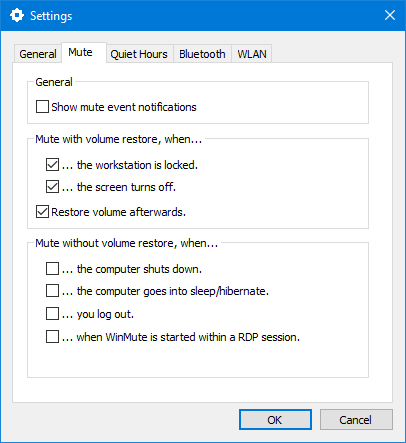 Settings
General Mute Quiet Hours Bluetooth WLAN
General
Show mute event notifications
Mute with volume restore, when...
... the workstation is locked.
... the screen turns off.
Restore volume afterwards.
Mute without volume restore, when...
... the computer shuts down.
... the computer goes into sleep/hibernate.
... you log out.
... when WinMute is started within a RDP session.
OK Cancel